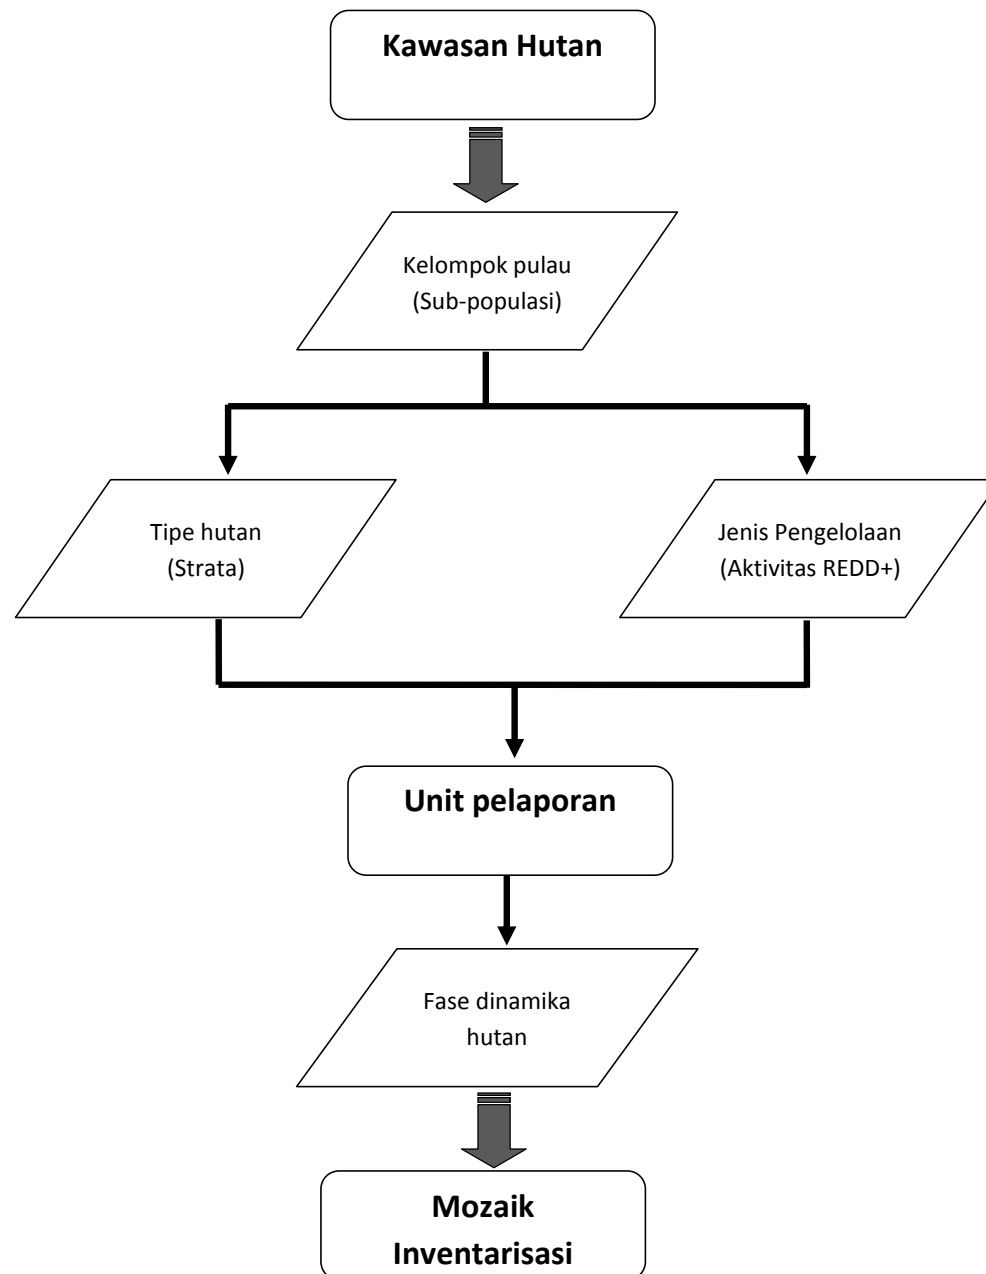 Kawasan Hutan
Kelompok pulau
(Sub-populasi)
Tipe hutan
(Strata)
Jenis Pengelolaan
(Aktivitas REDD+)
Unit pelaporan
Fase dinamika
hutan
Mozaik
Inventarisasi